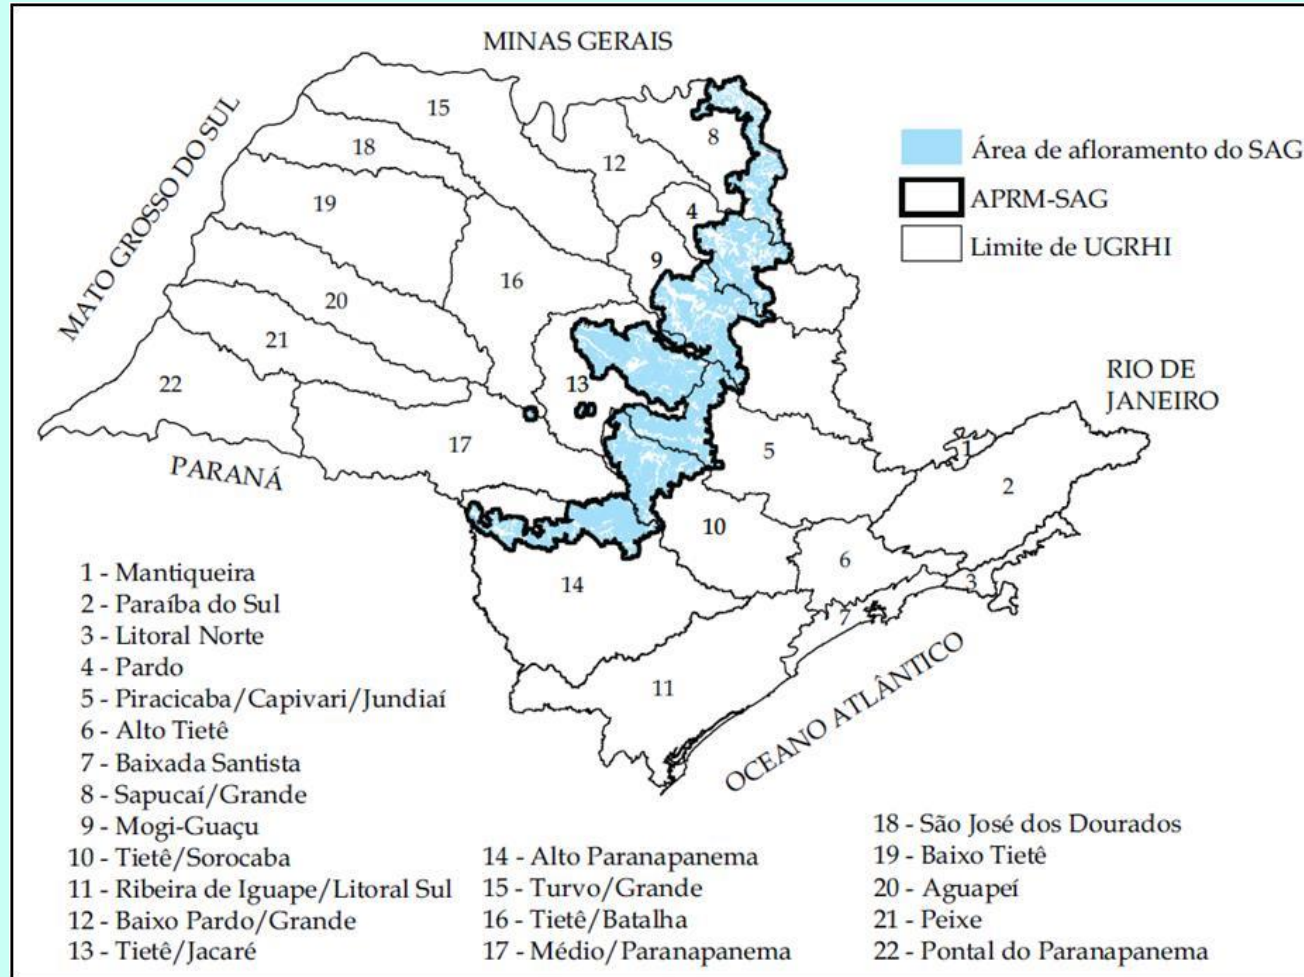 MINAS GERAIS
MATO GROSSO DO SUL
PARANÁ
RIO DE
JANEIRO
OCEANO ATLÂNTICO
15
18
12
8
19
4
9
16
20
21
22
13
17
5
1
2
10
6
14
3
7
11
Área de afloramento do SAG
APRM-SAG
Limite de UGRHI
1 - Mantiqueira
2 - Paraíba do Sul
3 - Litoral Norte
4 - Pardo
5 - Piracicaba/Capivari/Jundiaí
6 - Alto Tietê
7 - Baixada Santista
8 - Sapucaí/Grande
9 - Mogi-Guaçu
10 - Tietê/Sorocaba
11 - Ribeira de Iguape/Litoral Sul
12 - Baixo Pardo/Grande
13 - Tietê/Jacaré
14 - Alto Paranapanema
15 - Turvo/Grande
16 - Tietê/Batalha
17 - Médio/Paranapanema
18 - São José dos Dourados
19 - Baixo Tietê
20 - Aguapeí
21 - Peixe
22 - Pontal do Paranapanema